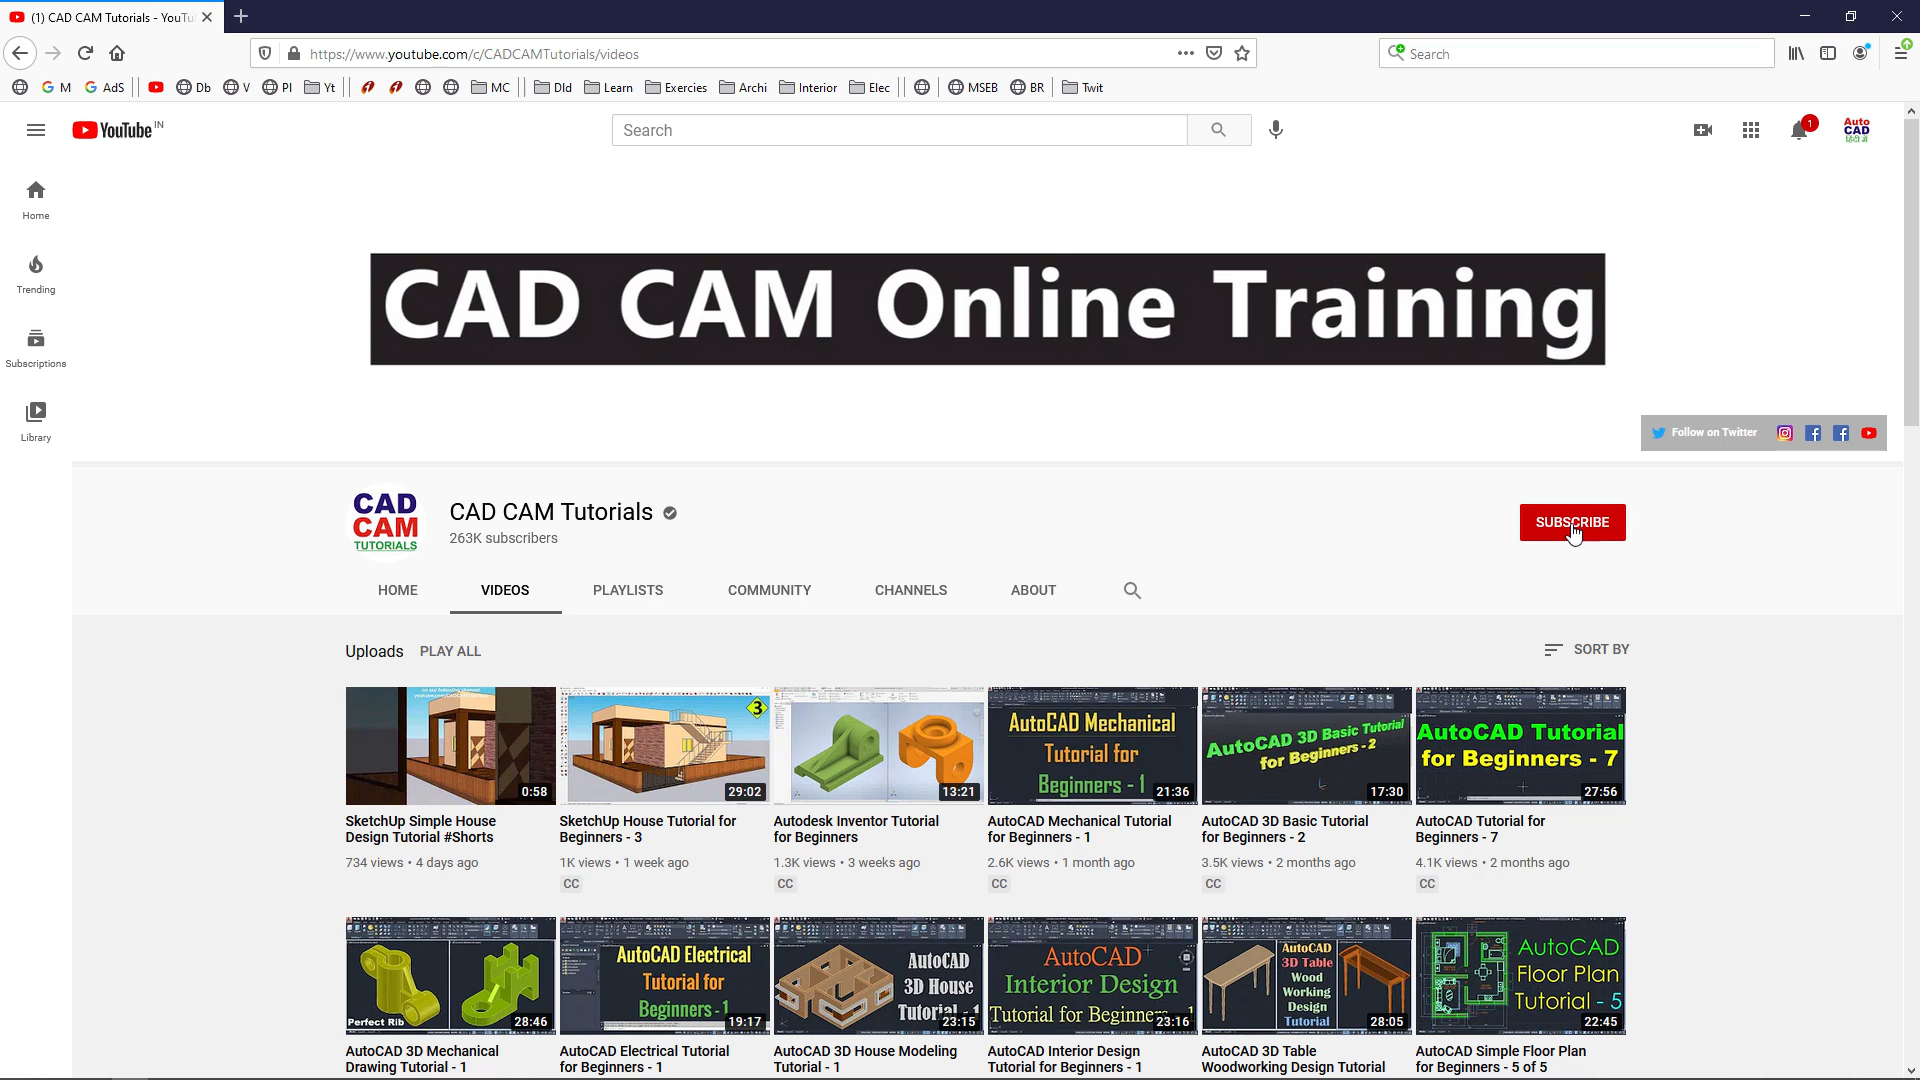 (1) CAD CAM Tutorials - YouTu
https://www.youtube.com/c/CADCAMTutorials/videos
Search
M
AdS
Db
V
PI
Yt
MC
Dld
Learn
Exercies
Archi
Interior
Elec
MSEB
BR
Twit
YouTube IN
Search
1
Auto
CAD
हिंदी में
Home
Trending
Subscriptions
Library
CAD CAM Online Training
Follow on Twitter
CAD
CAM
TUTORIALS
CAD CAM Tutorials
263K subscribers
SUBSCRIBE
HOME
VIDEOS
PLAYLISTS
COMMUNITY
CHANNELS
ABOUT
Uploads
PLAY ALL
SORT BY
0:58
3
29:02
13:21
AutoCAD Mechanical
Tutorial for
Beginners - 1
21:36
AutoCAD 3D Basic Tutorial
for Beginners - 2
17:30
AutoCAD Tutorial
for Beginners - 7
27:56
SketchUp Simple House
Design Tutorial #Shorts
734 views • 4 days ago
SketchUp House Tutorial for
Beginners - 3
1K views • 1 week ago
CC
Autodesk Inventor Tutorial
for Beginners
1.3K views • 3 weeks ago
CC
AutoCAD Mechanical Tutorial
for Beginners - 1
2.6K views • 1 month ago
CC
AutoCAD 3D Basic Tutorial
for Beginners - 2
3.5K views • 2 months ago
CC
AutoCAD Tutorial for
Beginners - 7
4.1K views • 2 months ago
CC
Perfect Rib
28:46
AutoCAD Electrical
Tutorial for
Beginners - 1
19:17
AutoCAD
3D House
Tutorial - 1
23:15
AutoCAD
Interior Design
Tutorial for Beginners - 1
23:16
AutoCAD
3D Table
Wood
Working
Design
Tutorial
28:05
AutoCAD
Floor Plan
Tutorial - 5
22:45
AutoCAD 3D Mechanical
Drawing Tutorial - 1
AutoCAD Electrical Tutorial
for Beginners - 1
AutoCAD 3D House Modeling
Tutorial - 1
AutoCAD Interior Design
Tutorial for Beginners - 1
AutoCAD 3D Table
Woodworking Design Tutorial
AutoCAD Simple Floor Plan
for Beginners - 5 of 5